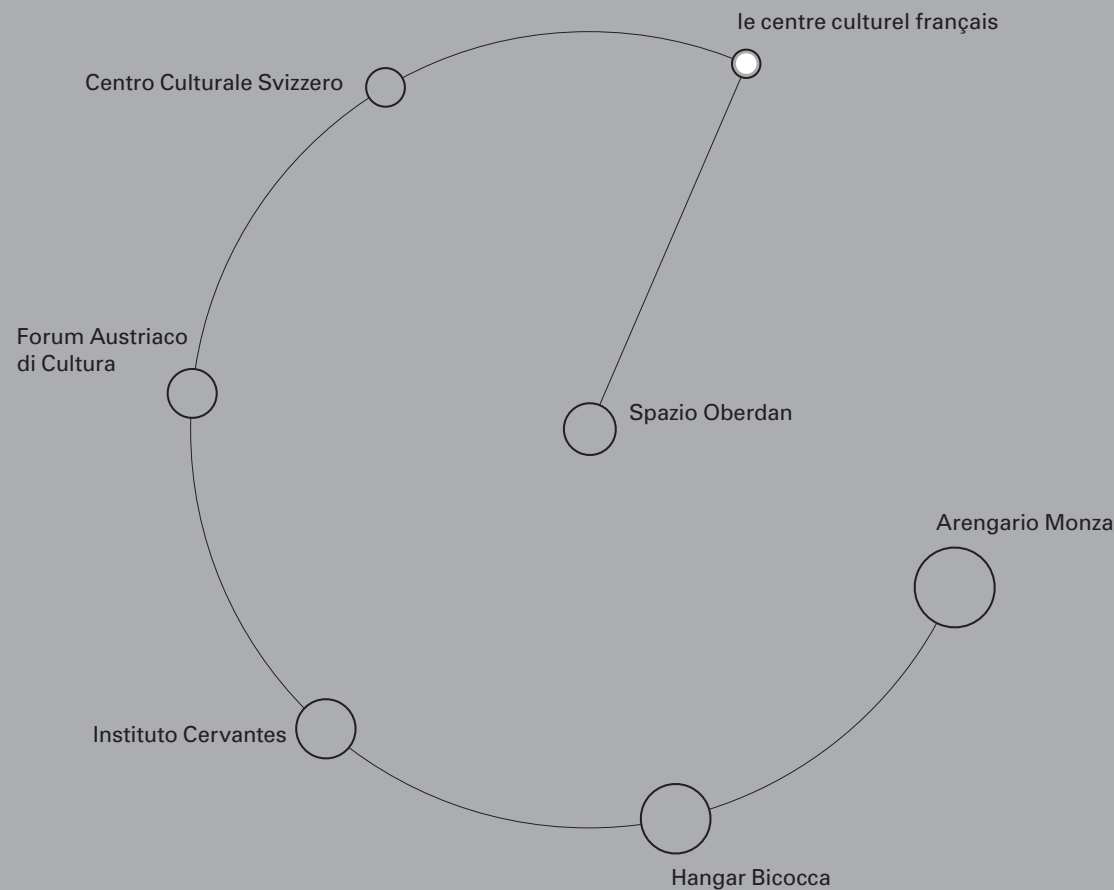 le centre culturel français
Centro Culturale Svizzero
Forum Austriaco
di Cultura
Spazio Oberdan
Arengario Monza
Instituto Cervantes
Hangar Bicocca